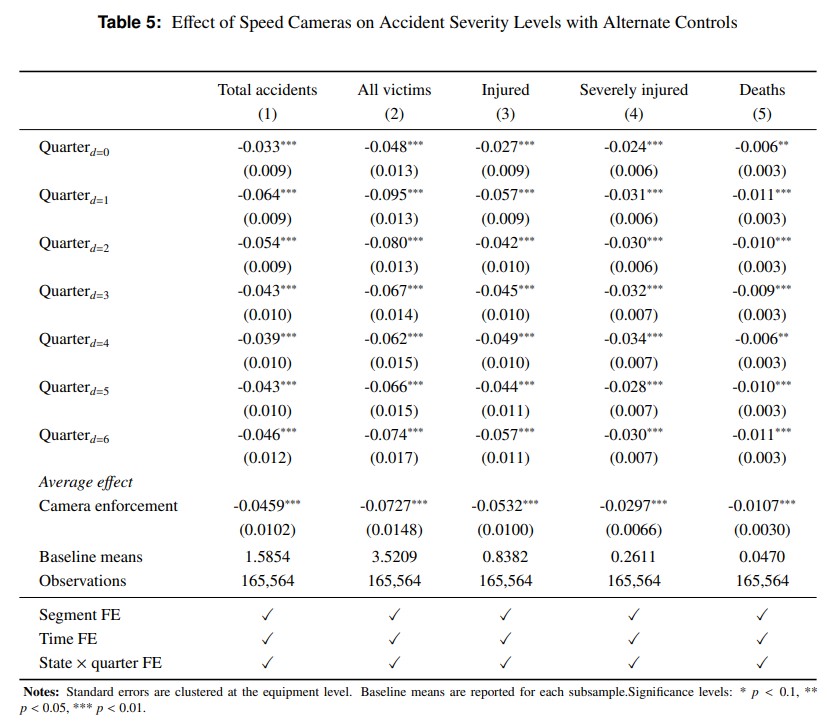 Table 5: Effect of Speed Cameras on Accident Severity Levels with Alternate Controls
Total accidents All victims Injured Severely injured Deaths
(1) (2) (3) (4) (5)
Quarter_{d=0} -0.033*** -0.048*** -0.027*** -0.024*** -0.006**
(0.009) (0.013) (0.009) (0.006) (0.003)
Quarter_{d=1} -0.064*** -0.095*** -0.057*** -0.031*** -0.011***
(0.009) (0.013) (0.009) (0.006) (0.003)
Quarter_{d=2} -0.054*** -0.080*** -0.042*** -0.030*** -0.010***
(0.009) (0.013) (0.010) (0.006) (0.003)
Quarter_{d=3} -0.043*** -0.067*** -0.045*** -0.032*** -0.009***
(0.010) (0.014) (0.010) (0.007) (0.003)
Quarter_{d=4} -0.039*** -0.062*** -0.049*** -0.034*** -0.006**
(0.010) (0.015) (0.010) (0.007) (0.003)
Quarter_{d=5} -0.043*** -0.066*** -0.044*** -0.028*** -0.010***
(0.010) (0.015) (0.011) (0.007) (0.003)
Quarter_{d=6} -0.046*** -0.074*** -0.057*** -0.030*** -0.011***
(0.012) (0.017) (0.011) (0.007) (0.003)
Average effect
Camera enforcement -0.0459*** -0.0727*** -0.0532*** -0.0297*** -0.0107***
(0.0102) (0.0148) (0.0100) (0.0066) (0.0030)
Baseline means 1.5854 3.5209 0.8382 0.2611 0.0470
Observations 165,564 165,564 165,564 165,564 165,564
Segment FE ✓ ✓ ✓ ✓ ✓
Time FE ✓ ✓ ✓ ✓ ✓
State × quarter FE ✓ ✓ ✓ ✓ ✓
Notes: Standard errors are clustered at the equipment level. Baseline means are reported for each subsample.Significance levels: * p < 0.1, **
p < 0.05, *** p < 0.01.